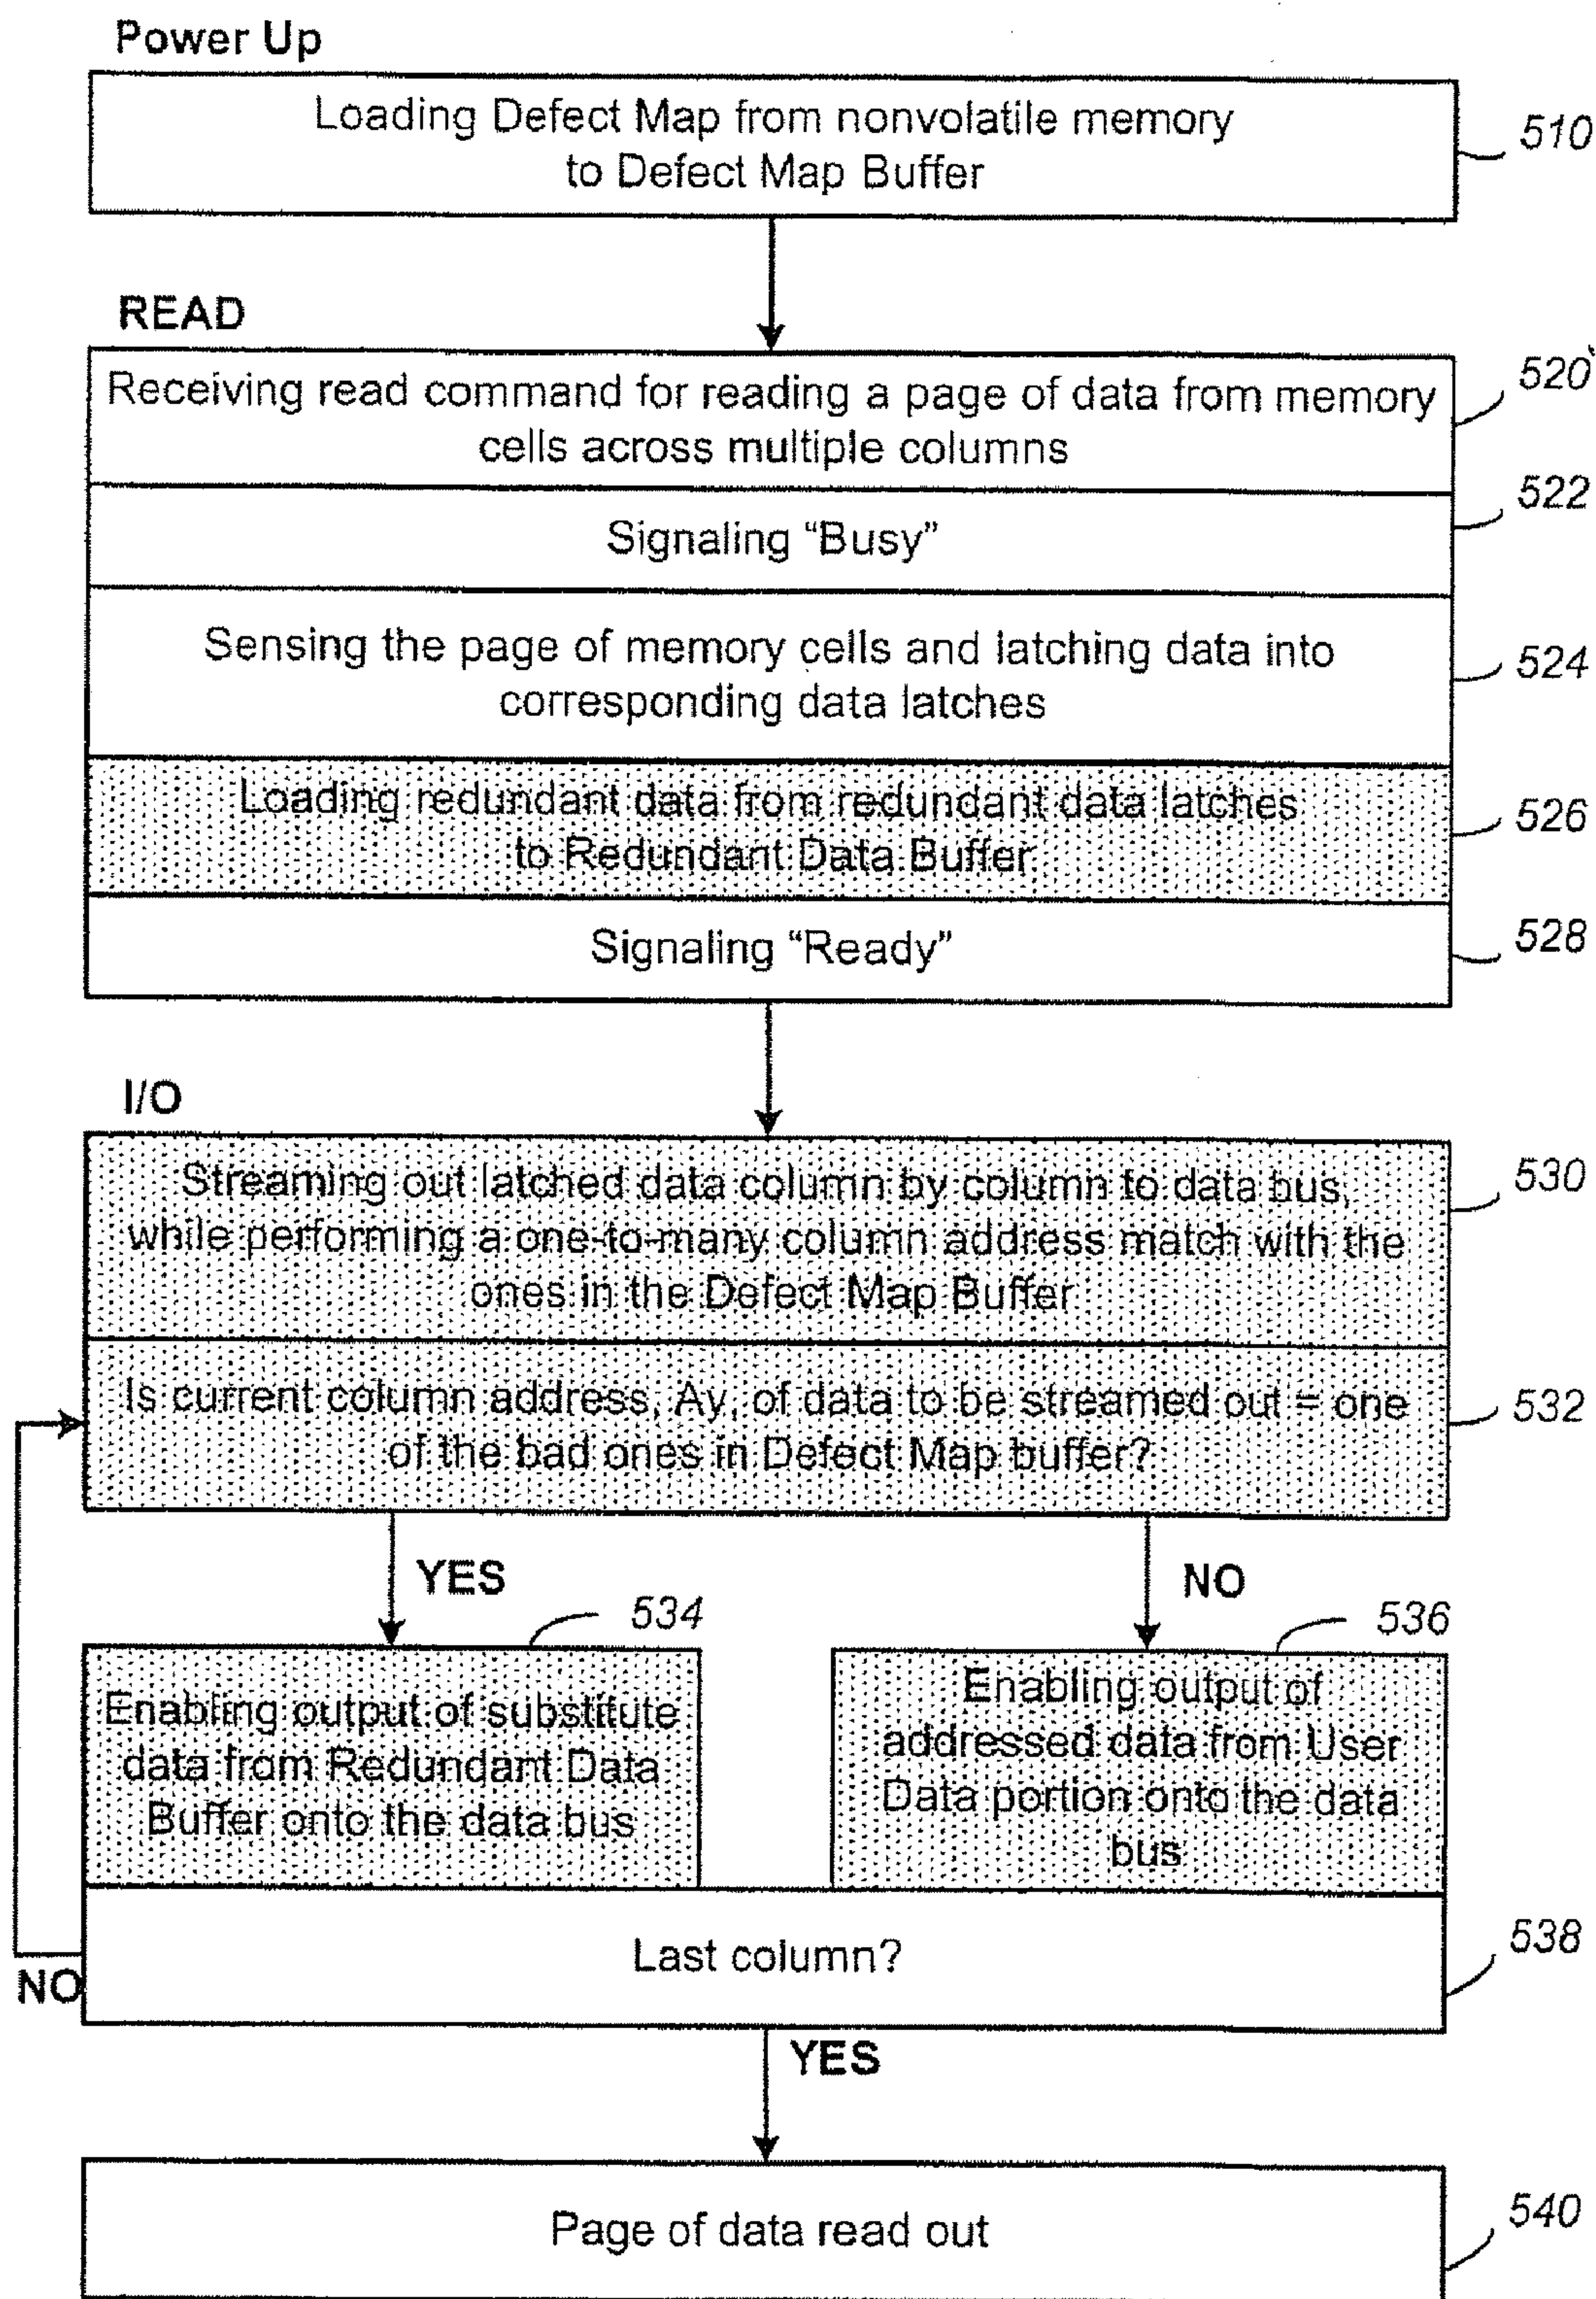 Power Up
Loading Defect Map from nonvolatile memory
to Defect Map Buffer
510
READ
Receiving read command for reading a page of data from memory
cells across multiple columns
520
522
Signaling “Busy”
Sensing the page of memory cells and latching data into
corresponding data latches
524
Loading redundant data from redundant data latches
to Redundant Data Buffer
526
Signaling “Ready”
528
I/O
Streaming out latched data column by column to data bus,
while performing a one-to-many column address match with the
ones in the Defect Map Buffer
530
Is current column address, Ay, of data to be streamed out = one
of the bad ones in Defect Map buffer?
532
YES
NO
534
536
Enabling output of substitute
data from Redundant Data
Buffer onto the data bus
Enabling output of
addressed data from User
Data portion onto the data
bus
Last column?
538
NO
YES
Page of data read out
540